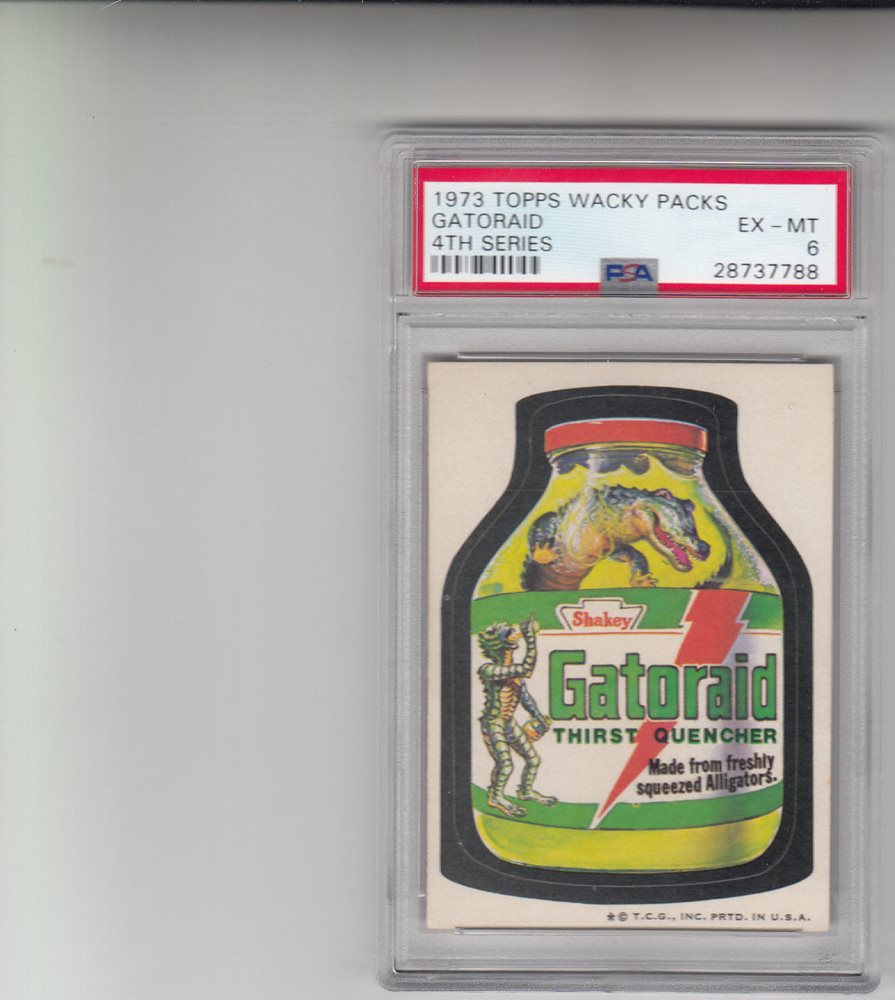 1973 TOPPS WACKY PACKS
GATORAID EX - MT
4TH SERIES 6
PSA 28737788
Shakey
Gatoraid
THIRST QUENCHER
Made from freshly
squeezed Alligators.
*© T.C.G., INC. PRTD. IN U.S.A.